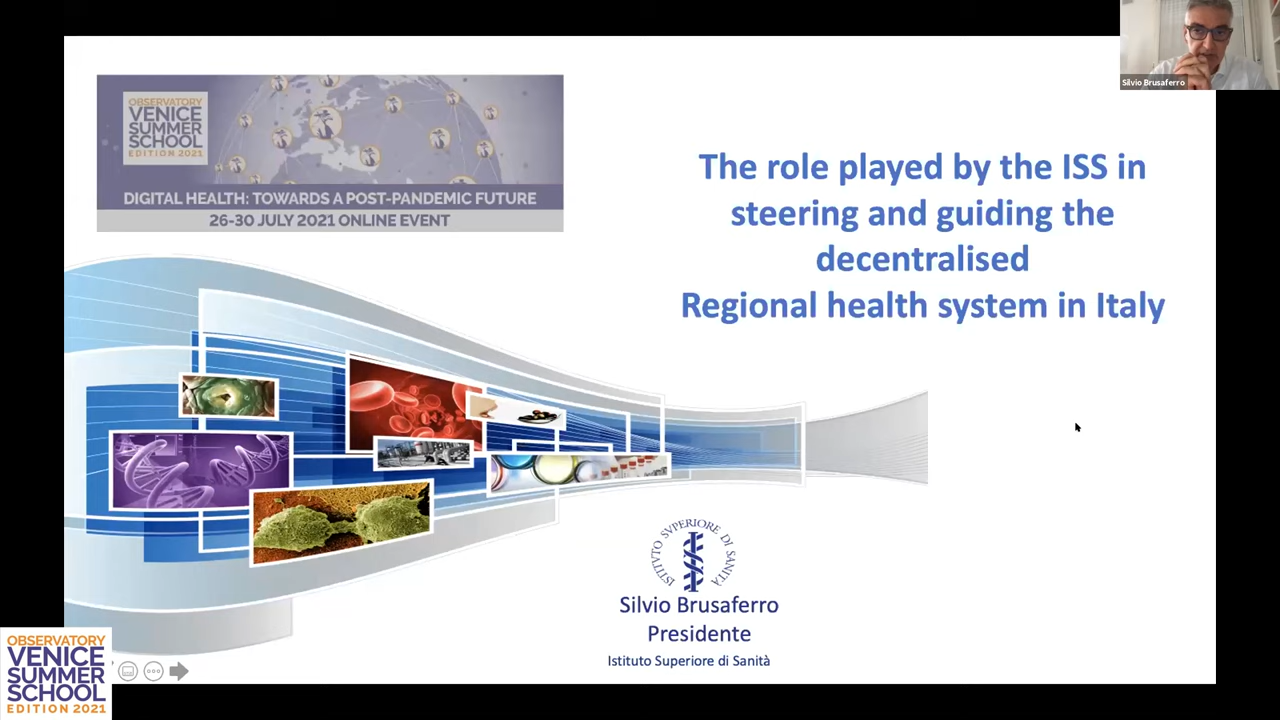 Silvio Brusaferro
OBSERVATORY
VENICE
SUMMER
SCHOOL
EDITION 2021
DIGITAL HEALTH: TOWARDS A POST-PANDEMIC FUTURE
26-30 JULY 2021 ONLINE EVENT
The role played by the ISS in
steering and guiding the
decentralised
Regional health system in Italy
ISTITUTO SUPERIORE DI SANITÀ
Silvio Brusaferro
Presidente
Istituto Superiore di Sanità
OBSERVATORY
VENICE
SUMMER
SCHOOL
EDITION 2021